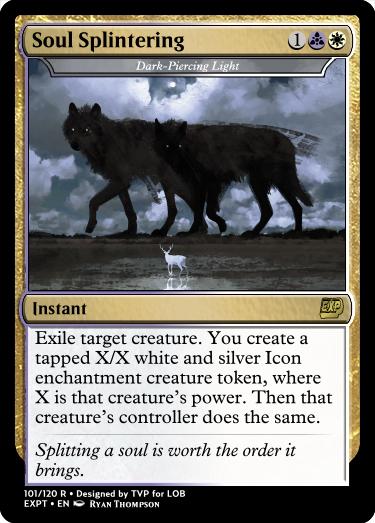 Soul Splintering 1
Dark-Piercing Light
Instant EXP
Exile target creature. You create a
tapped X/X white and silver Icon
enchantment creature token, where
X is that creature's power. Then that
creature's controller does the same.
Splitting a soul is worth the order it
brings.
101/120 R • Designed by TVP for LOB
EXPT • EN Ryan Thompson